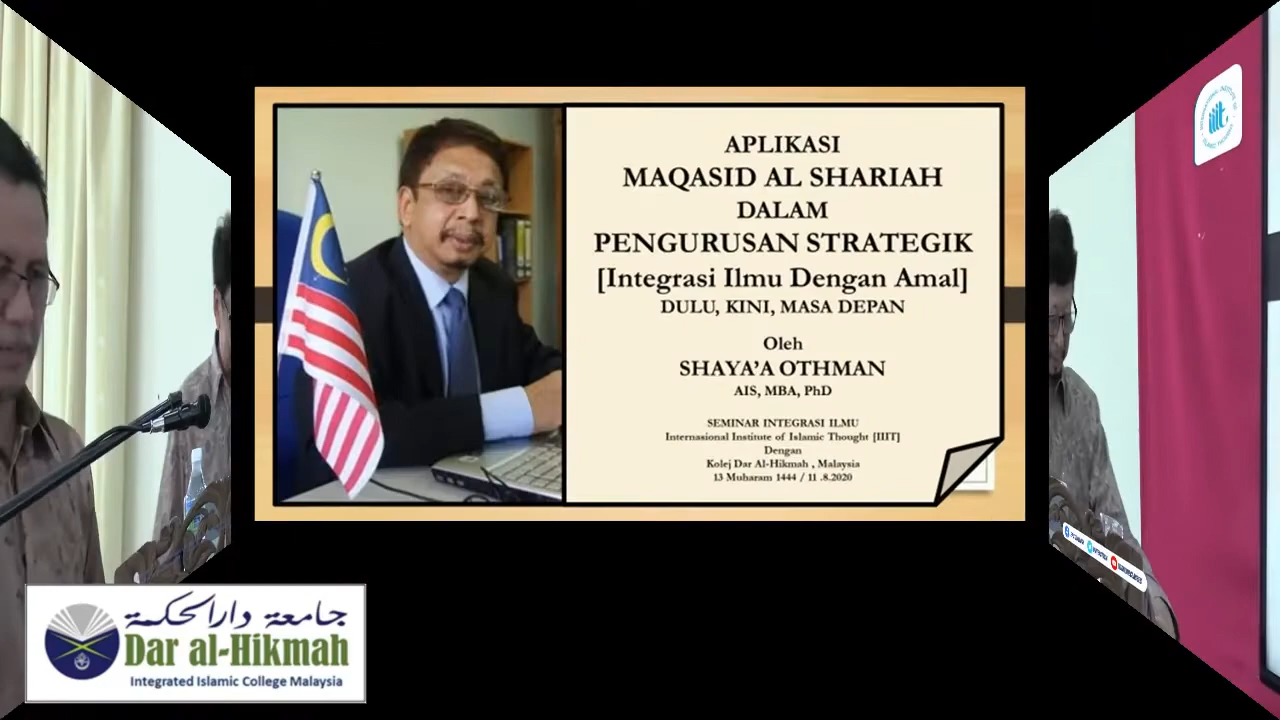 APLIKASI
MAQASID AL SHARIAH
DALAM
PENGURUSAN STRATEGIK
[Integrasi Ilmu Dengan Amal]
DULU, KINI, MASA DEPAN
Oleh
SHAYA'A OTHMAN
AIS, MBA, PhD
SEMINAR INTEGRASI ILMU
Internasional Institute of Islamic Thought [IIIT]
Dengan
Kolej Dar Al-Hikmah , Malaysia
13 Muharam 1444 / 11 .8.2020
iiit
جامعة دارالحكمة
Dar al-Hikmah
Integrated Islamic College Malaysia